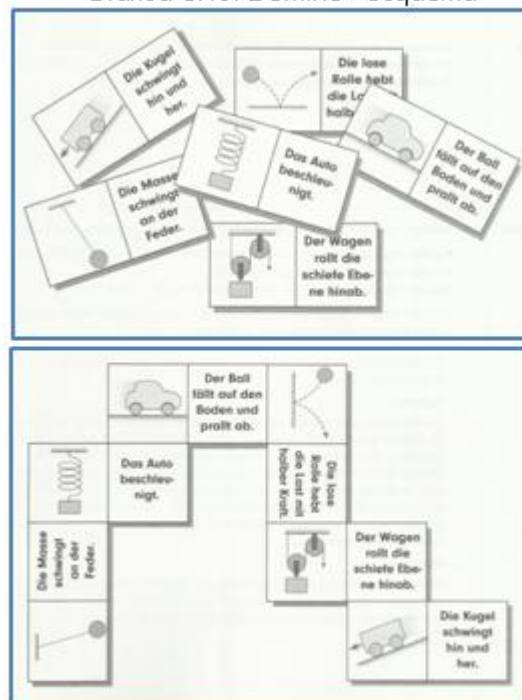 Die Kugel
schwingt
hin und
her.
Die lose
Rolle hebt
die
Der Ball
fällt auf den
Boden und
prallt ab.
Das Auto
beschleu-
nigt.
Die Masse
schwingt
an der
Feder.
Der Wagen
rollt die
schiefe Ebe-
ne hinab.
Der Ball
fällt auf den
Boden und
prallt ab.
Das Auto
beschleu-
nigt.
Die lose
Rolle hebt
die Last mit
halber Kraft.
Die Masse
schwingt
an der
Feder.
Der Wagen
rollt die
schiefe Ebe-
ne hinab.
Die Kugel
schwingt
hin und
her.